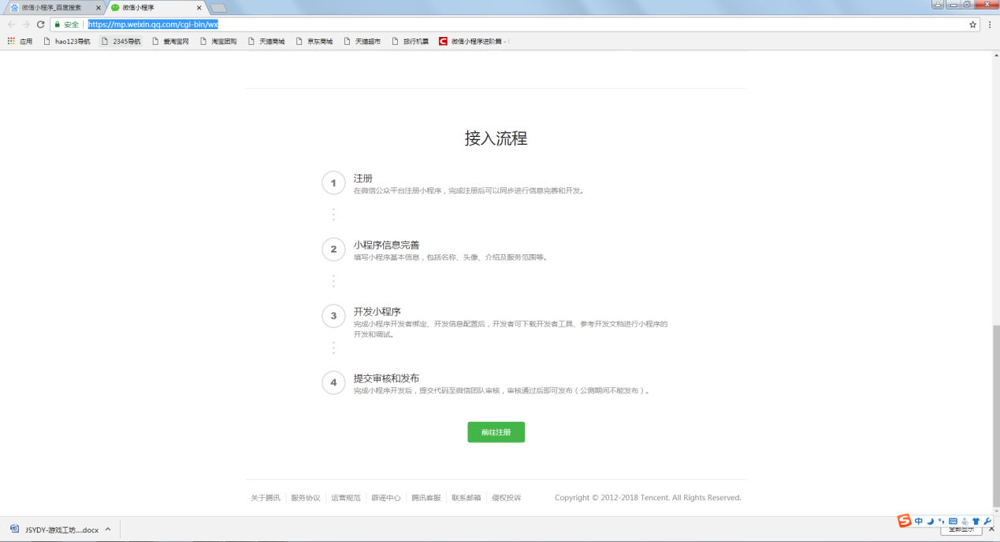 微信小程序_百度搜索
微信小程序
安全
https://mp.weixin.qq.com/cgi-bin/wx
应用 hao123导航 2345导航 爱淘宝网 淘宝团购 天猫商城 京东商城 天猫超市 旅行机票 C 微信小程序进阶篇 -
接入流程
1
注册
在微信公众平台注册小程序，完成注册后可以同步进行信息完善和开发。
2
小程序信息完善
填写小程序基本信息，包括名称、头像、介绍及服务范围等。
3
开发小程序
完成小程序开发者绑定、开发信息配置后，开发者可下载开发者工具、参考开发文档进行小程序的
开发和调试。
4
提交审核和发布
完成小程序开发后，提交代码至微信团队审核，审核通过后即可发布（公测期间不能发布）。
前往注册
关于腾讯 服务协议 运营规范 辟谣中心 腾讯客服 联系邮箱 侵权投诉 Copyright © 2012-2018 Tencent. All Rights Reserved.
S 中
JSYDY-游戏工坊....docx
全部显示